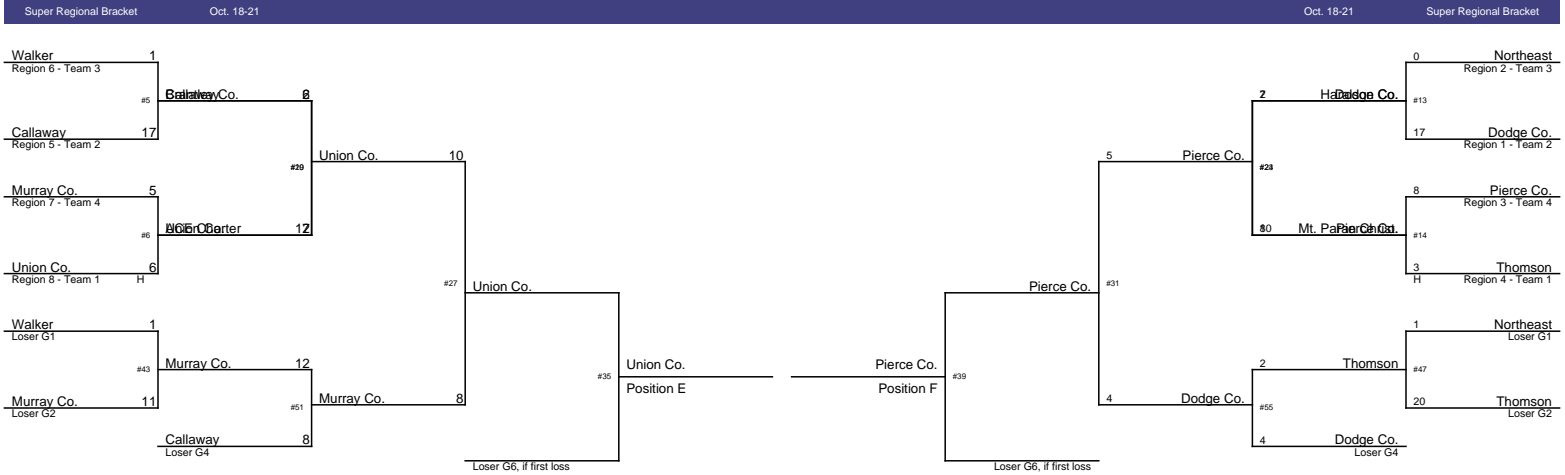 Super Regional Bracket Oct. 18-21 Oct. 18-21 Super Regional Bracket
Walker 1
Region 6 - Team 3
#5
Callaway 17
Region 5 - Team 2
Murray Co. 5
Region 7 - Team 4
#6
Union Co. 6
Region 8 - Team 1 H
Union Co. 10
Walker 1
Loser G1
#43
Murray Co. 11
Loser G2
Murray Co. 12
#51
Callaway 8
Loser G4
Murray Co. 8
#27
Union Co.
#35
Loser G6, if first loss
Union Co.
Position E
Pierce Co.
Position F
#39
Loser G6, if first loss
Pierce Co.
#31
5 Pierce Co.
4 Dodge Co.
0 Northeast
Region 2 - Team 3
#13
17 Dodge Co.
Region 1 - Team 2
8 Pierce Co.
Region 3 - Team 4
#14
3 Thomson
H Region 4 - Team 1
2 Thomson
#55
4 Dodge Co.
Loser G4
1 Northeast
Loser G1
#47
20 Thomson
Loser G2